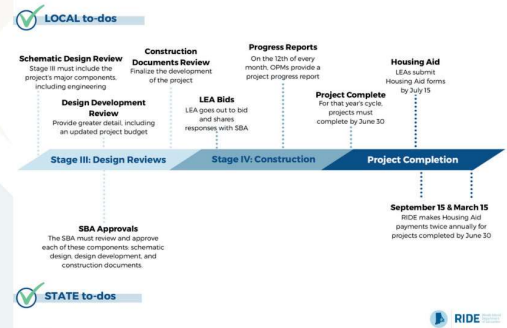 LOCAL to-dos
Schematic Design Review
Stage III must include the
project's major components,
including engineering
Design Development
Review
Provide greater detail, including
an updated project budget
Construction
Documents Review
Finalize the development
of the project
LEA Bids
LEA goes out to bid
and shares
responses with SBA
Progress Reports
On the 12th of every
month, OPMs provide a
project progress report
Project Complete
For that year's cycle,
projects must
complete by June 30
Housing Aid
LEAs submit
Housing Aid forms
by July 15
Stage III: Design Reviews
Stage IV: Construction
Project Completion
SBA Approvals
The SBA must review and approve
each of these components: schematic
design, design development, and
construction documents.
September 15 & March 15
RIDE makes Housing Aid
payments twice annually for
projects completed by June 30
STATE to-dos
RIDE